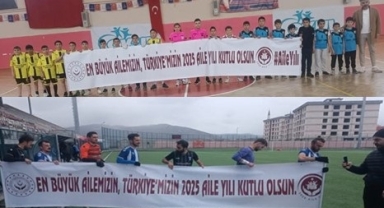 EN BÜYÜK AİLEMİZİN, TÜRKİYE'MİZİN 2025 AİLE YILI KUTLU OLSUN.
#AileYılı
EN BÜYÜK AİLEMİZİN, TÜRKİYE'MİZİN 2025 AİLE YILI KUTLU OLSUN.